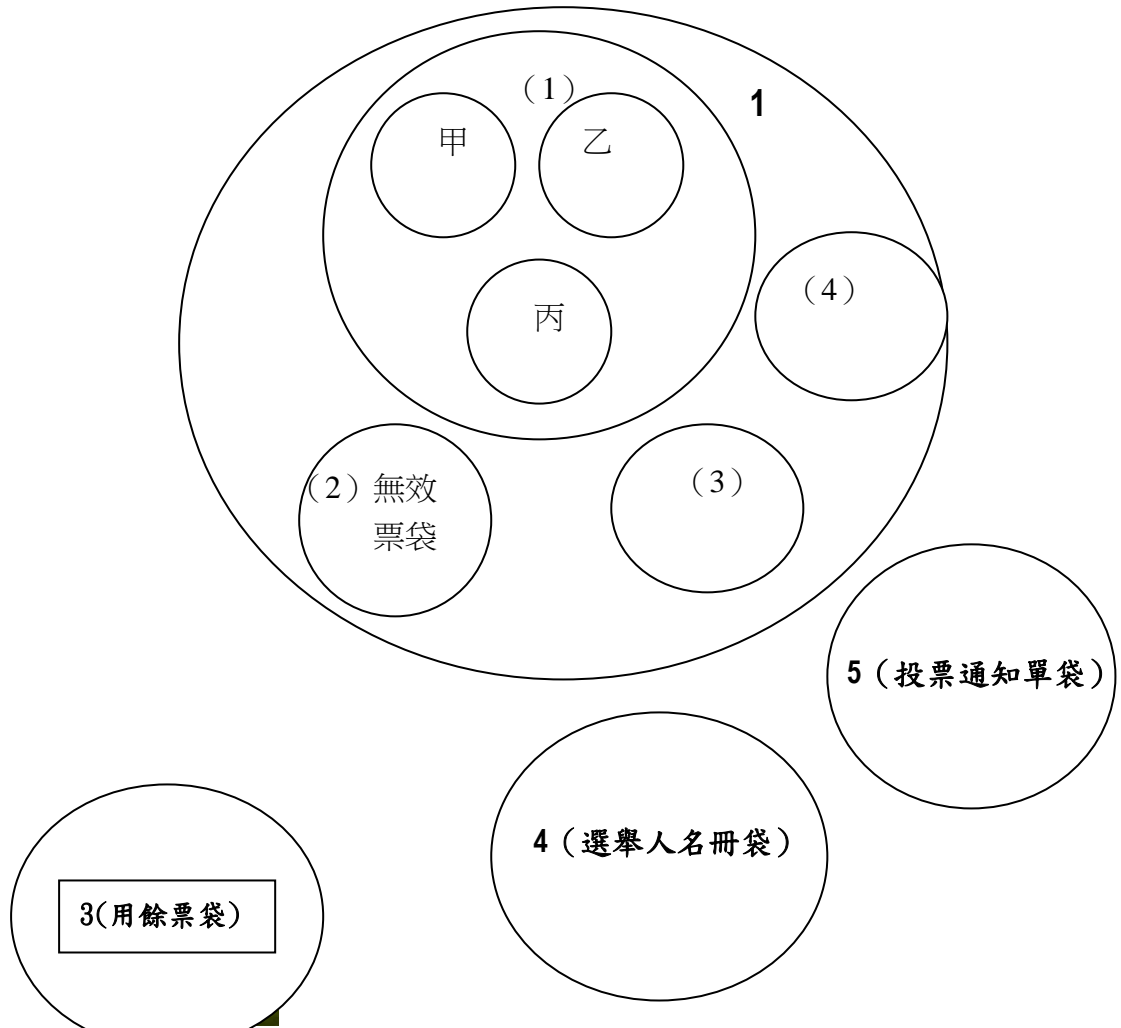 （1）
1
甲
乙
丙
（4）
（2）無效
票袋
（3）
5（投票通知單袋）
4（選舉人名冊袋）
3(用餘票袋)